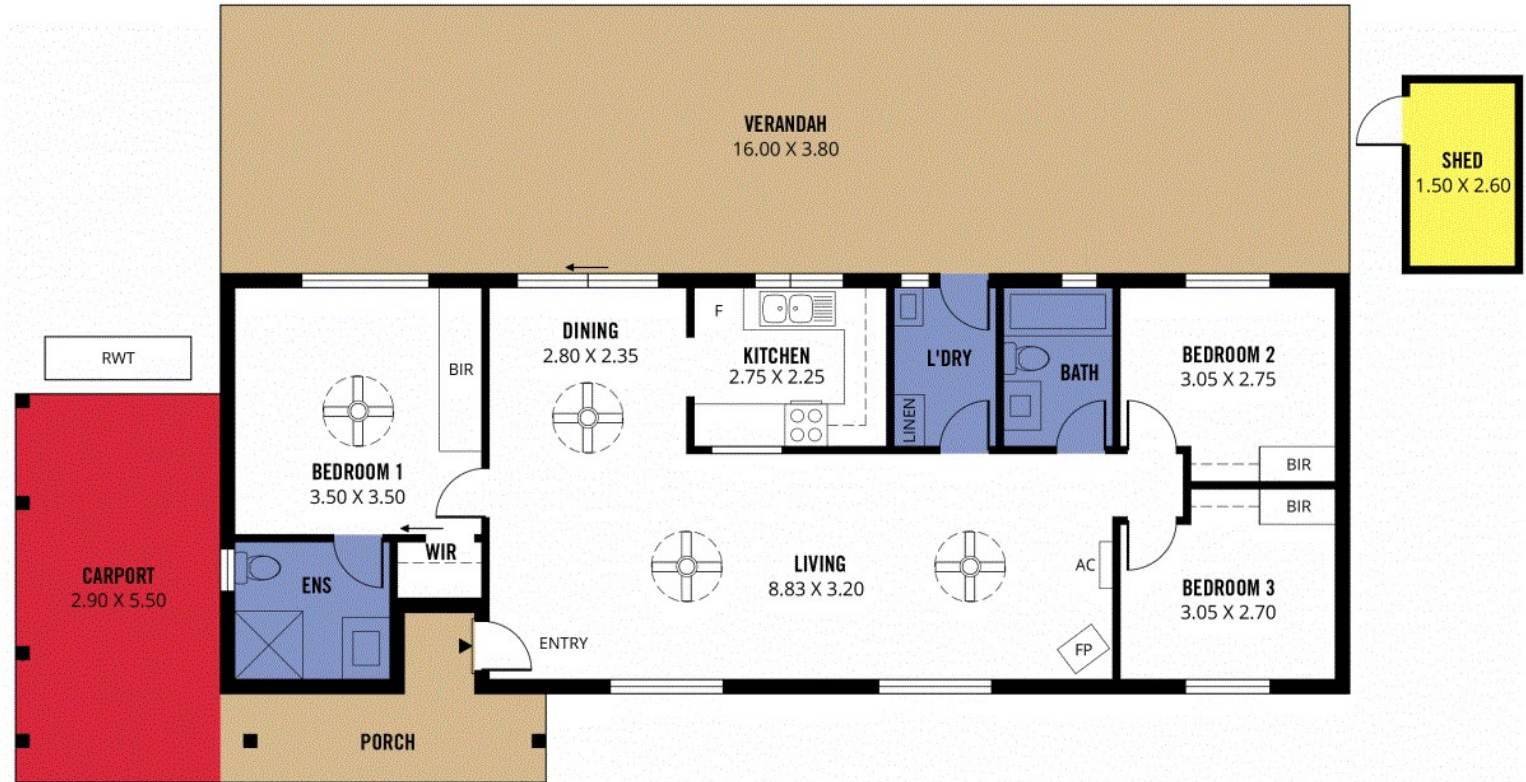 VERANDAH
16.00 X 3.80
SHED
1.50 X 2.60
RWT
CARPORT
2.90 X 5.50
BEDROOM 1
3.50 X 3.50
BIR
DINING
2.80 X 2.35
F
KITCHEN
2.75 X 2.25
L'DRY
LINEN
BATH
BEDROOM 2
3.05 X 2.75
BIR
BIR
WIR
ENS
LIVING
8.83 X 3.20
AC
BEDROOM 3
3.05 X 2.70
ENTRY
FP
PORCH